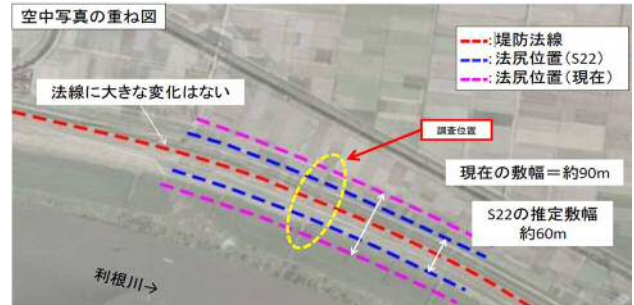 空中写真の重ね図
:堤防法線
:法尻位置(S22)
:法尻位置(現在)
法線に大きな変化はない
調査位置
現在の敷幅=約90m
S22の推定敷幅
約60m
利根川→